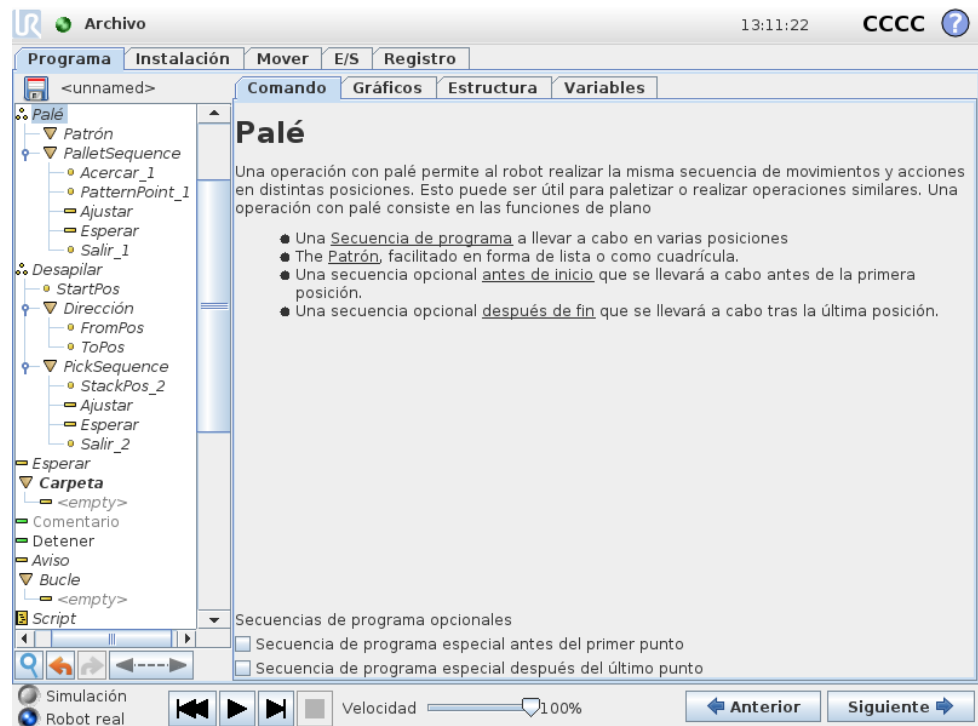 UR Archivo 13:11:22 CCCC ?
Programa Instalación Mover E/S Registro
<unnamed>
Comando Gráficos Estructura Variables
Palé
Patrón
PalletSequence
Acercar_1
PatternPoint_1
Ajustar
Esperar
Salir_1
Desapilar
StartPos
Dirección
FromPos
ToPos
PickSequence
StackPos_2
Ajustar
Esperar
Salir_2
Esperar
Carpeta
<empty>
Comentario
Detener
Aviso
Bucle
<empty>
Script
Palé
Una operación con palé permite al robot realizar la misma secuencia de movimientos y acciones
en distintas posiciones. Esto puede ser útil para paletizar o realizar operaciones similares. Una
operación con palé consiste en las funciones de plano
Una Secuencia de programa a llevar a cabo en varias posiciones
The Patrón, facilitado en forma de lista o como cuadrícula.
Una secuencia opcional antes de inicio que se llevará a cabo antes de la primera
posición.
Una secuencia opcional después de fin que se llevará a cabo tras la última posición.
Secuencias de programa opcionales
Secuencia de programa especial antes del primer punto
Secuencia de programa especial después del último punto
Simulación
Robot real
Velocidad 100%
Anterior Siguiente